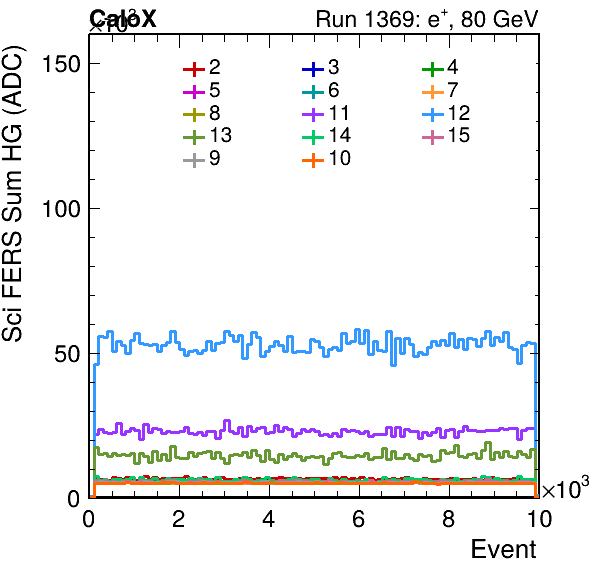 CaloX Run 1369: e⁺, 80 GeV
×10³
Sci FERS Sum HG (ADC)
150
100
50
0
2 3 4
5 6 7
8 11 12
13 14 15
9 10
0 2 4 6 8 10
×10³
Event